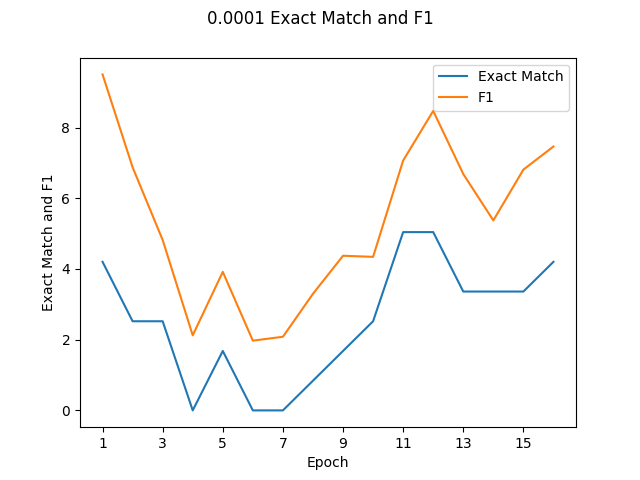 0.0001 Exact Match and F1
Exact Match
F1
Exact Match and F1
8
6
4
2
0
1 3 5 7 9 11 13 15
Epoch